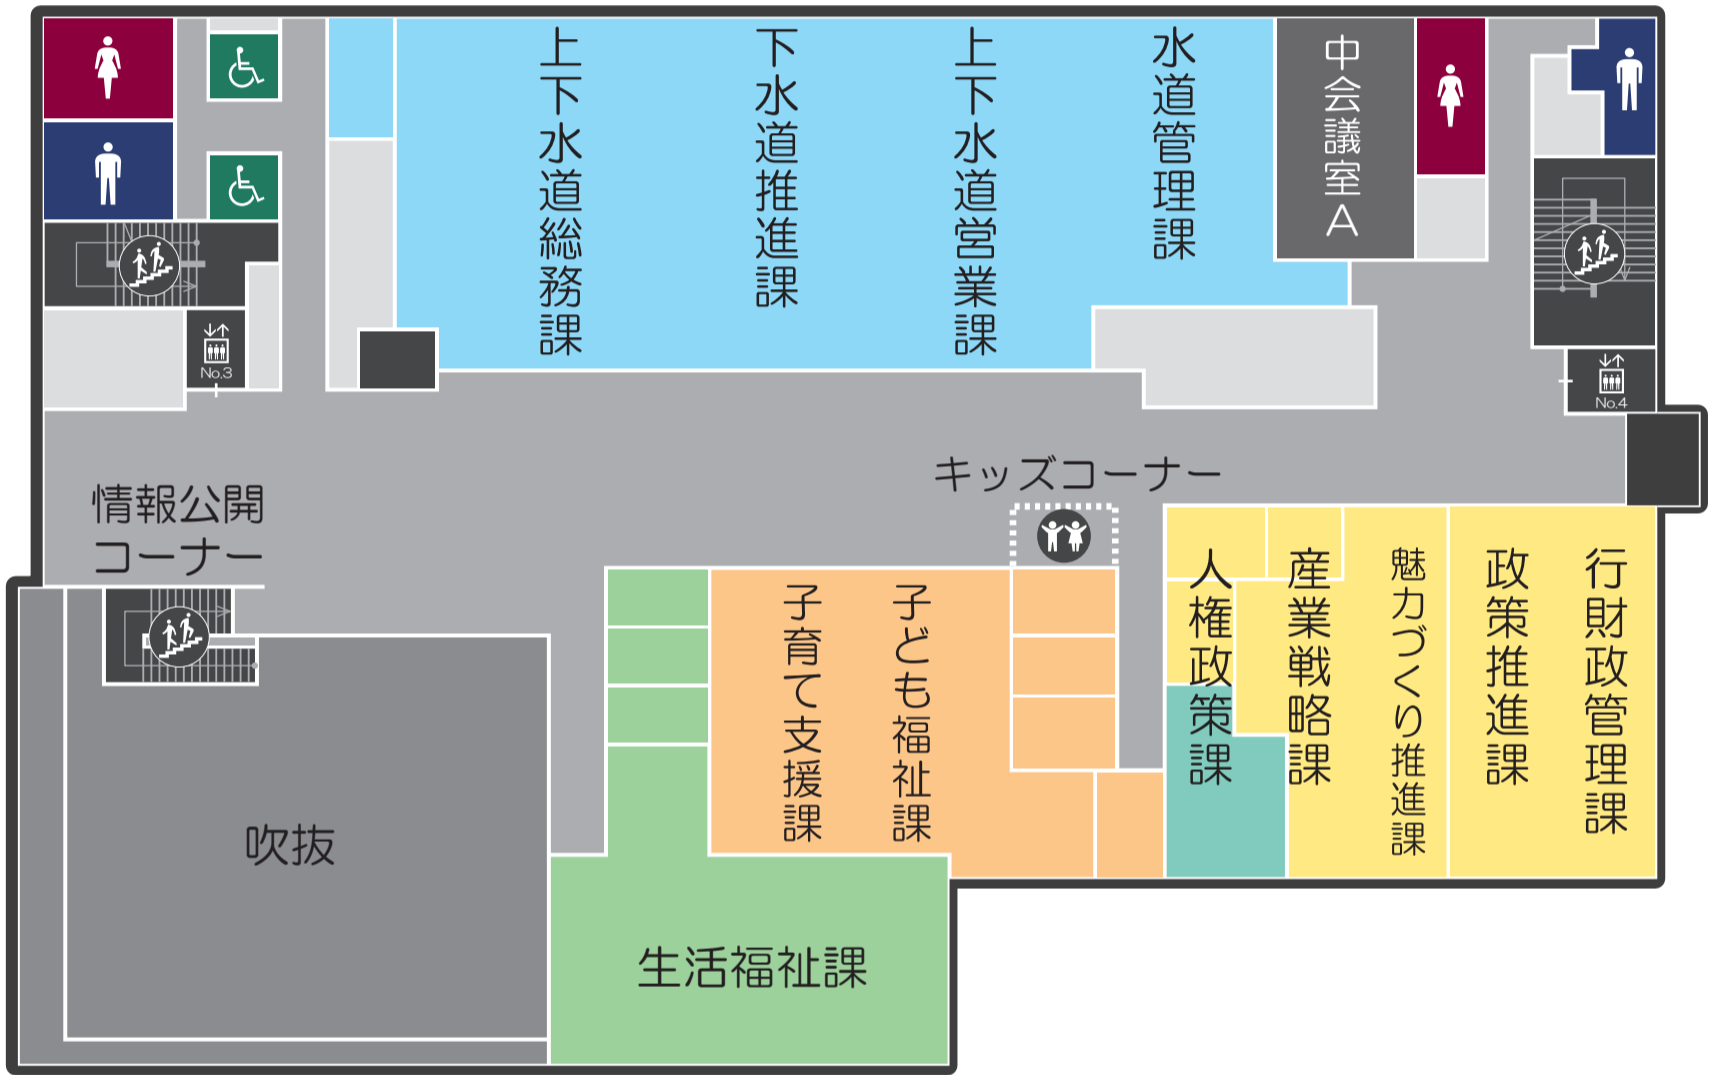 上下水道総務課
下水道推進課
上下水道営業課
水道管理課
中会議室A
No.3
No.4
情報公開
コーナー
キッズコーナー
子育て支援課
子ども福祉課
人権政策課
産業戦略課
魅力づくり推進課
政策推進課
行財政管理課
吹抜
生活福祉課